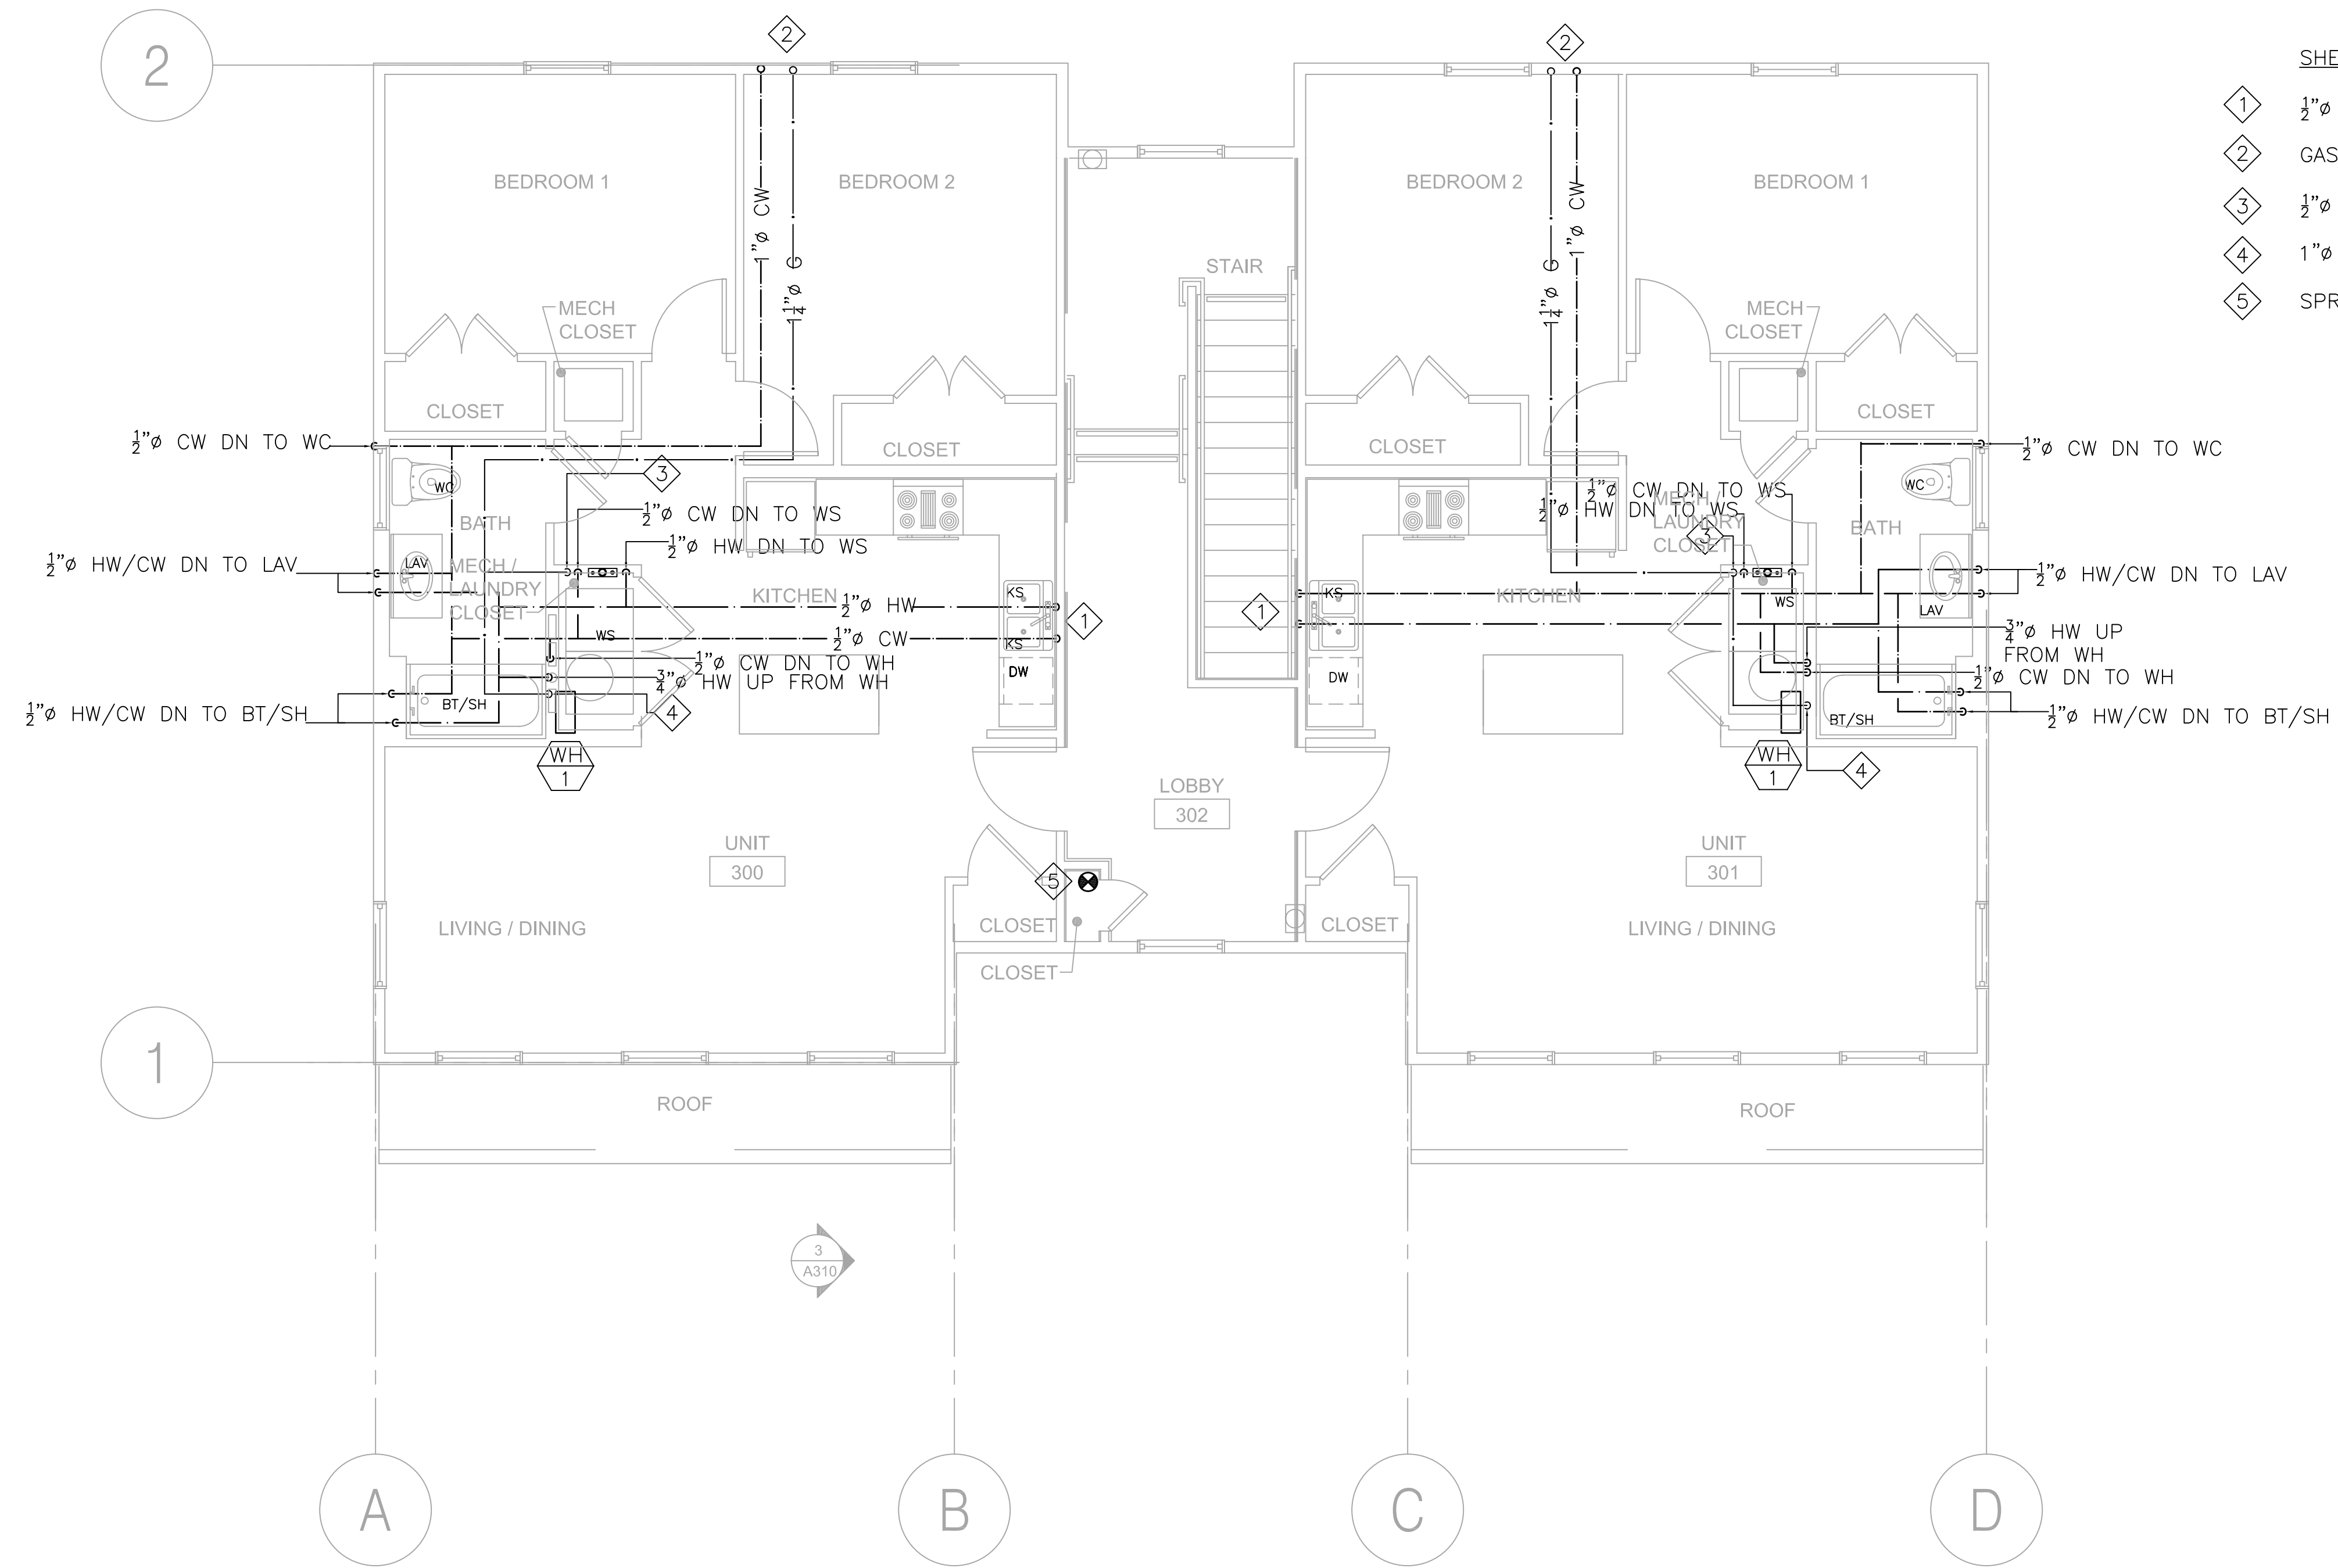 2
2
2
SHE
1 ½"ø
2 GAS
3 ½"ø
4 1"ø
5 SPR
BEDROOM 1
BEDROOM 2
BEDROOM 2
BEDROOM 1
1"ø CW
1¼"ø G
1¼"ø G
1"ø CW
STAIR
MECH
CLOSET
MECH
CLOSET
CLOSET
CLOSET
CLOSET
CLOSET
½"ø CW DN TO WC
½"ø CW DN TO WC
3
WC
WC
BATH
BATH
½"ø CW DN TO WS
½"ø HW DN TO WS
½"ø CW DN TO WS
½"ø HW DN TO WS
MECH /
LAUNDRY
CLOSET
3
½"ø HW/CW DN TO LAV
LAV
MECH /
LAUNDRY
CLOSET
KITCHEN
½"ø HW
KS
1
1
KS
KITCHEN
WS
LAV
½"ø HW/CW DN TO LAV
WS
½"ø CW
KS
¾"ø HW UP
FROM WH
½"ø CW DN TO WH
¾"ø HW UP FROM WH
DW
DW
½"ø CW DN TO WH
½"ø HW/CW DN TO BT/SH
BT/SH
4
BT/SH
½"ø HW/CW DN TO BT/SH
WH
1
WH
1
4
LOBBY
302
UNIT
300
UNIT
301
5
LIVING / DINING
CLOSET
CLOSET
LIVING / DINING
CLOSET
1
ROOF
ROOF
3
A310
A
B
C
D